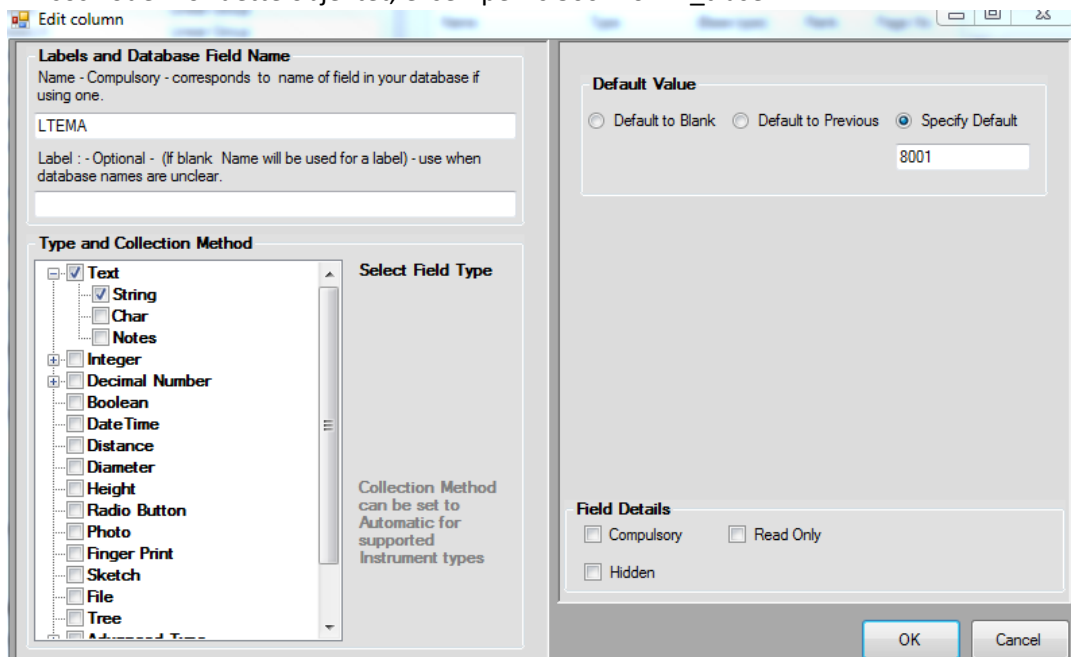 Edit column
Labels and Database Field Name
Name - Compulsory - corresponds to name of field in your database if
using one.
LTEMA
Label : - Optional - (If blank Name will be used for a label) - use when
database names are unclear.
Type and Collection Method
Text
String
Char
Notes
Integer
Decimal Number
Boolean
DateTime
Distance
Diameter
Height
Radio Button
Photo
Finger Print
Sketch
File
Tree
Select Field Type
Collection Method
can be set to
Automatic for
supported
Instrument types
Default Value
Default to Blank
Default to Previous
Specify Default
8001
Field Details
Compulsory
Read Only
Hidden
OK
Cancel